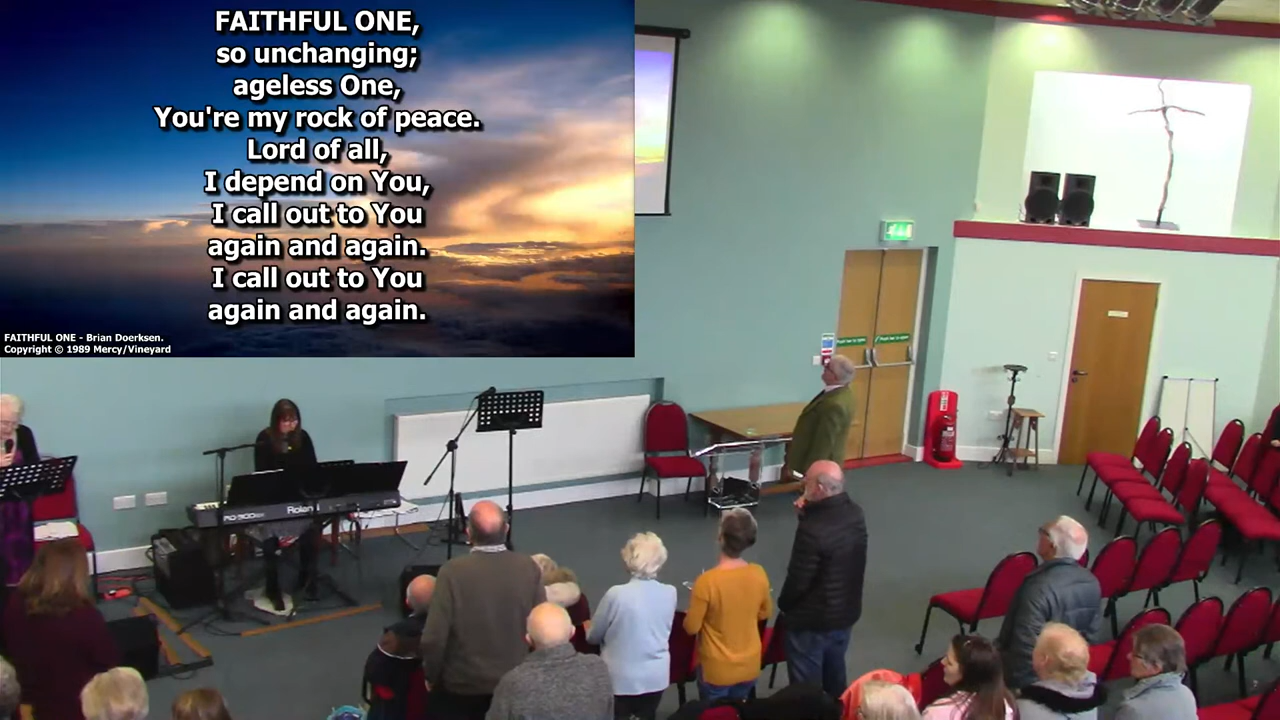 FAITHFUL ONE,
so unchanging;
ageless One,
You're my rock of peace.
Lord of all,
I depend on You,
I call out to You
again and again.
I call out to You
again and again.
FAITHFUL ONE - Brian Doerksen.
Copyright © 1989 Mercy/Vineyard
Roland